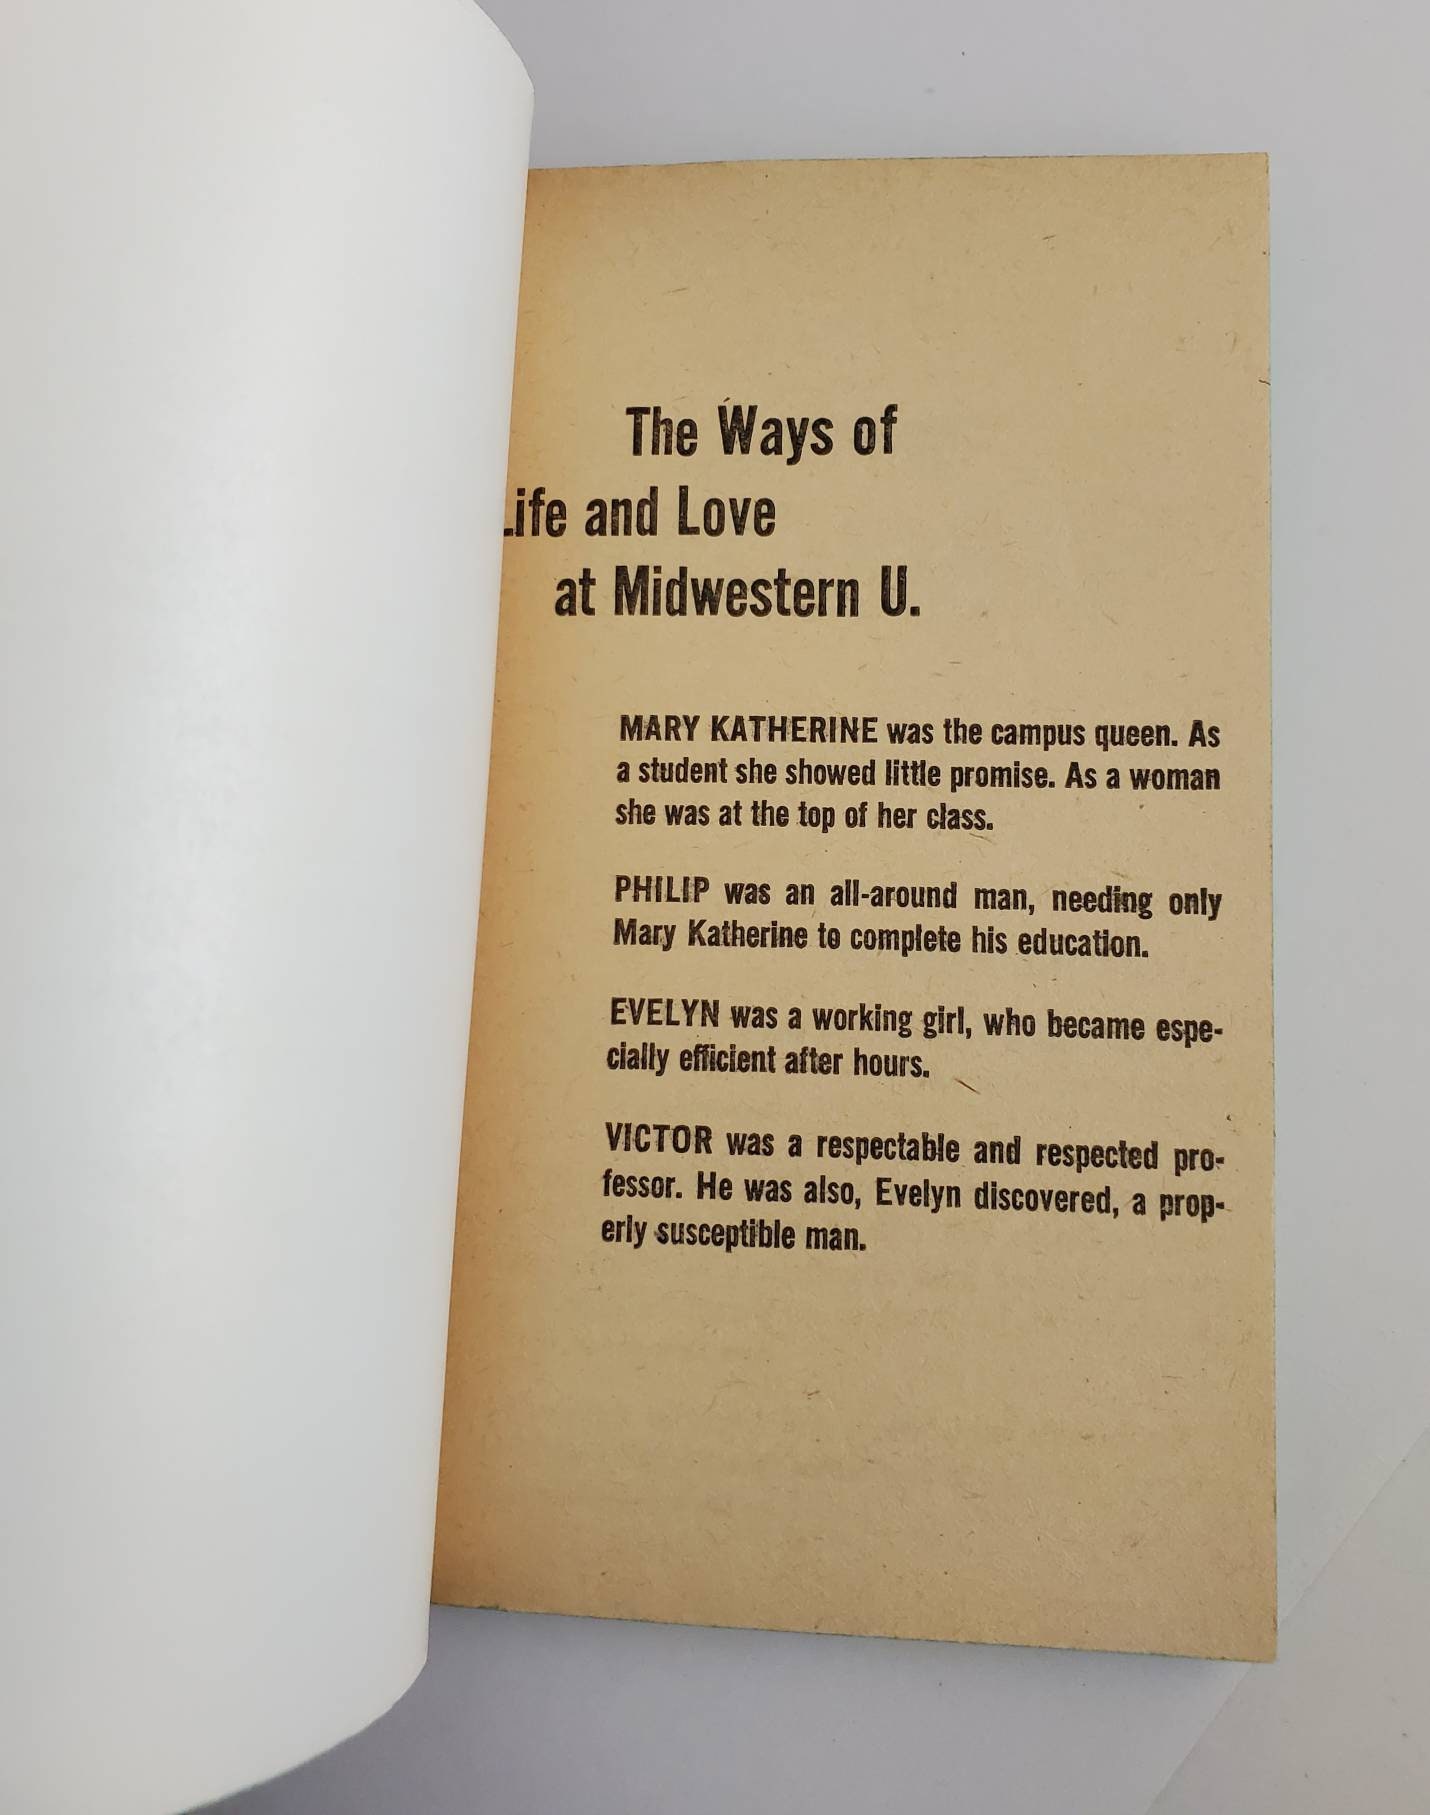 The Ways of
Life and Love
at Midwestern U.
MARY KATHERINE was the campus queen. As
a student she showed little promise. As a woman
she was at the top of her class.
PHILIP was an all-around man, needing only
Mary Katherine to complete his education.
EVELYN was a working girl, who became espe-
cially efficient after hours.
VICTOR was a respectable and respected pro-
fessor. He was also, Evelyn discovered, a prop-
erly susceptible man.